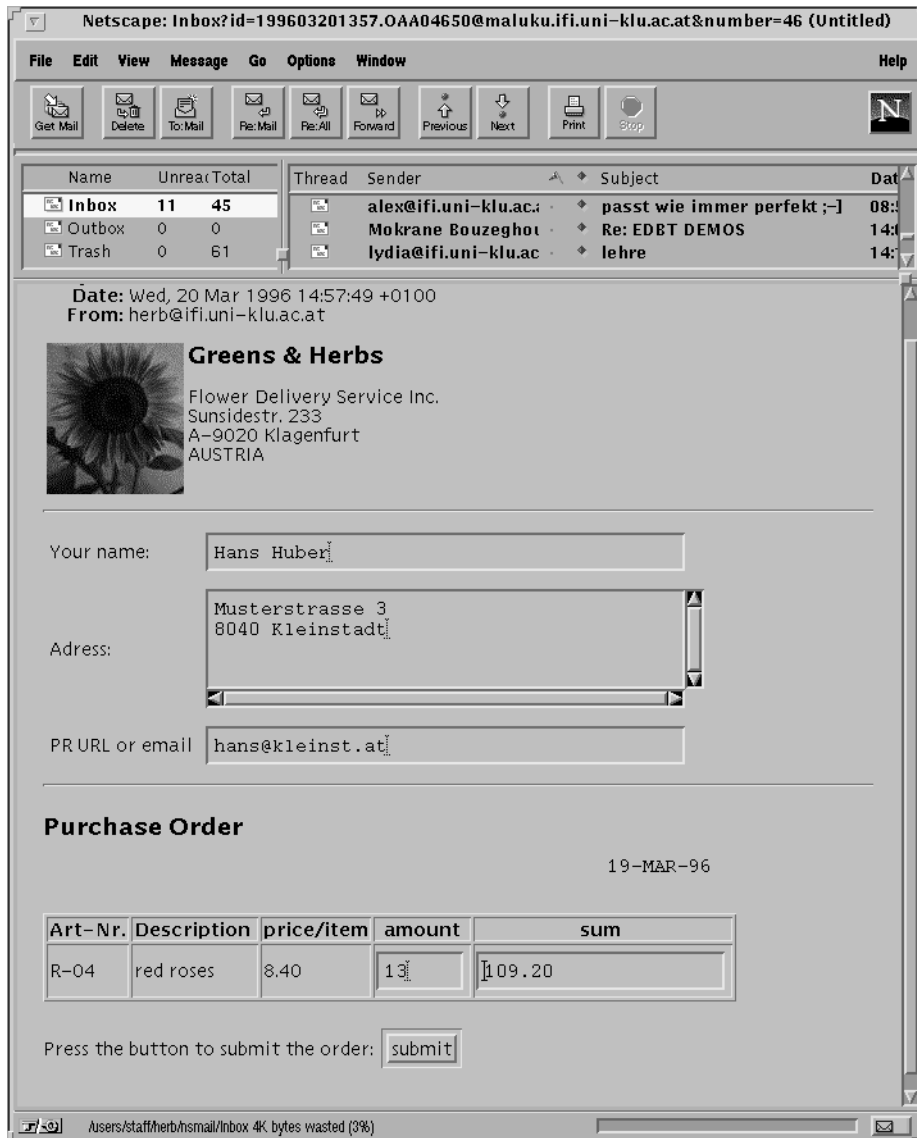 Netscape: Inbox?id=199603201357.OAA04650@maluku.ifi.uni-klu.ac.at&number=46 (Untitled)
File Edit View Message Go Options Window Help
Get Mail Delete To:Mail Re:Mail Re:All Forward Previous Next Print Stop N
Name Unread Total Thread Sender Subject Dat
Inbox 11 45 alex@ifi.uni-klu.ac.a passt wie immer perfekt ;-] 08:5
Outbox 0 0 Mokrane Bouzeghou Re: EDBT DEMOS 14:0
Trash 0 61 lydia@ifi.uni-klu.ac lehre 14:
Date: Wed, 20 Mar 1996 14:57:49 +0100
From: herb@ifi.uni-klu.ac.at
Greens & Herbs
Flower Delivery Service Inc.
Sunsidestr. 233
A-9020 Klagenfurt
AUSTRIA
Your name: Hans Huber
Musterstrasse 3
8040 Kleinstadt
Adress:
PR URL or email hans@kleinst.at
Purchase Order
19-MAR-96
Art-Nr. Description price/item amount sum
R-04 red roses 8.40 13 109.20
Press the button to submit the order: submit
/users/staff/herb/nsmail/Inbox 4K bytes wasted (3%)